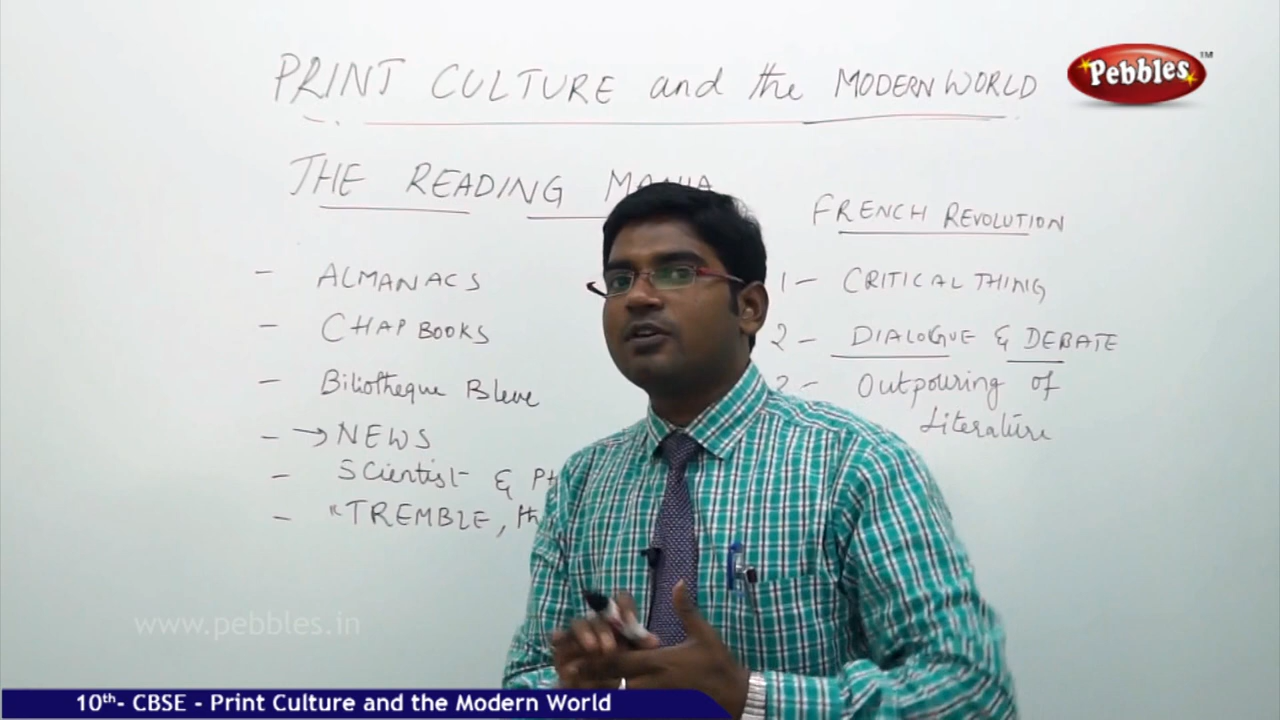 PRINT CULTURE and the MODERN WORLD
Pebbles™
THE READING MANIA
FRENCH REVOLUTION
- ALMANACS
1 - CRITICAL THING
- CHAP BOOKS
2 - DIALOGUE & DEBATE
- Biliotheque Bleue
- Outpouring of
Literature
- → NEWS
- Scientist &
- "TREMBLE,
www.pebbles.in
10th- CBSE - Print Culture and the Modern World